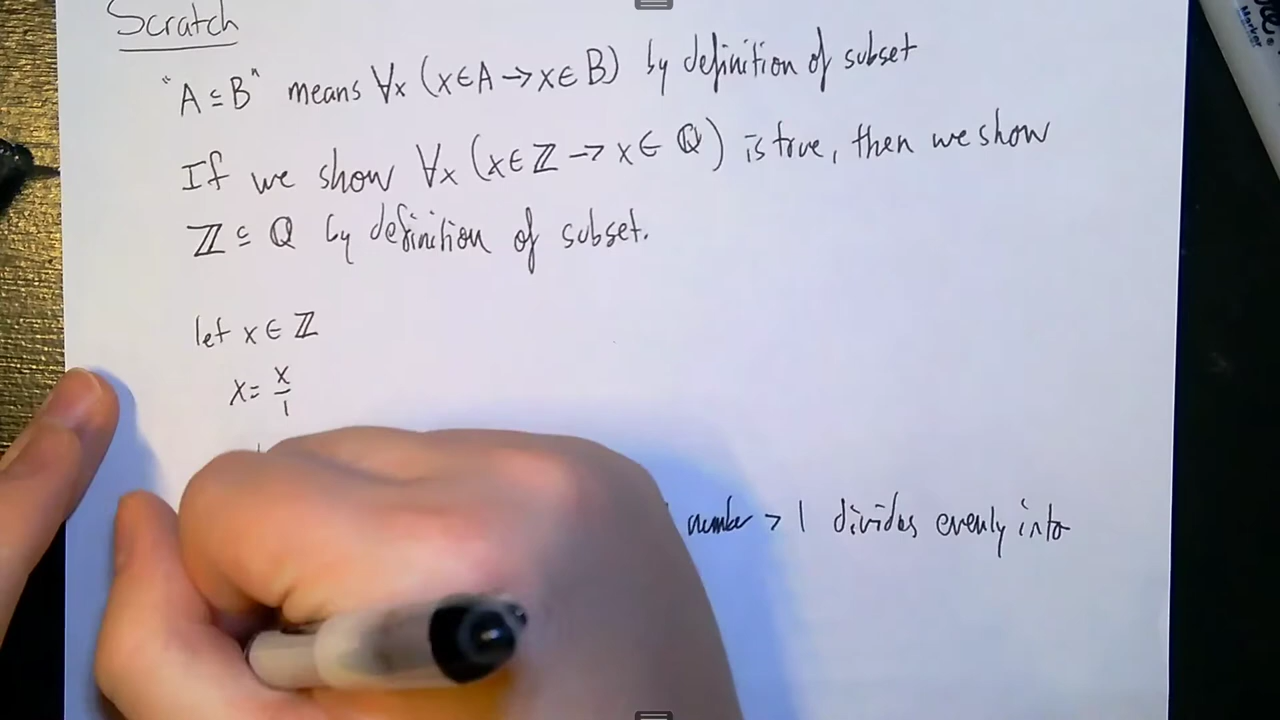 Scratch
"A ⊆ B" means ∀x (x∈A → x∈B) by definition of subset
If we show ∀x (x∈ℤ → x∈ℚ) is true, then we show
ℤ ⊆ ℚ by definition of subset.
let x ∈ ℤ
x = x/1
number > 1 divides evenly into
Marker